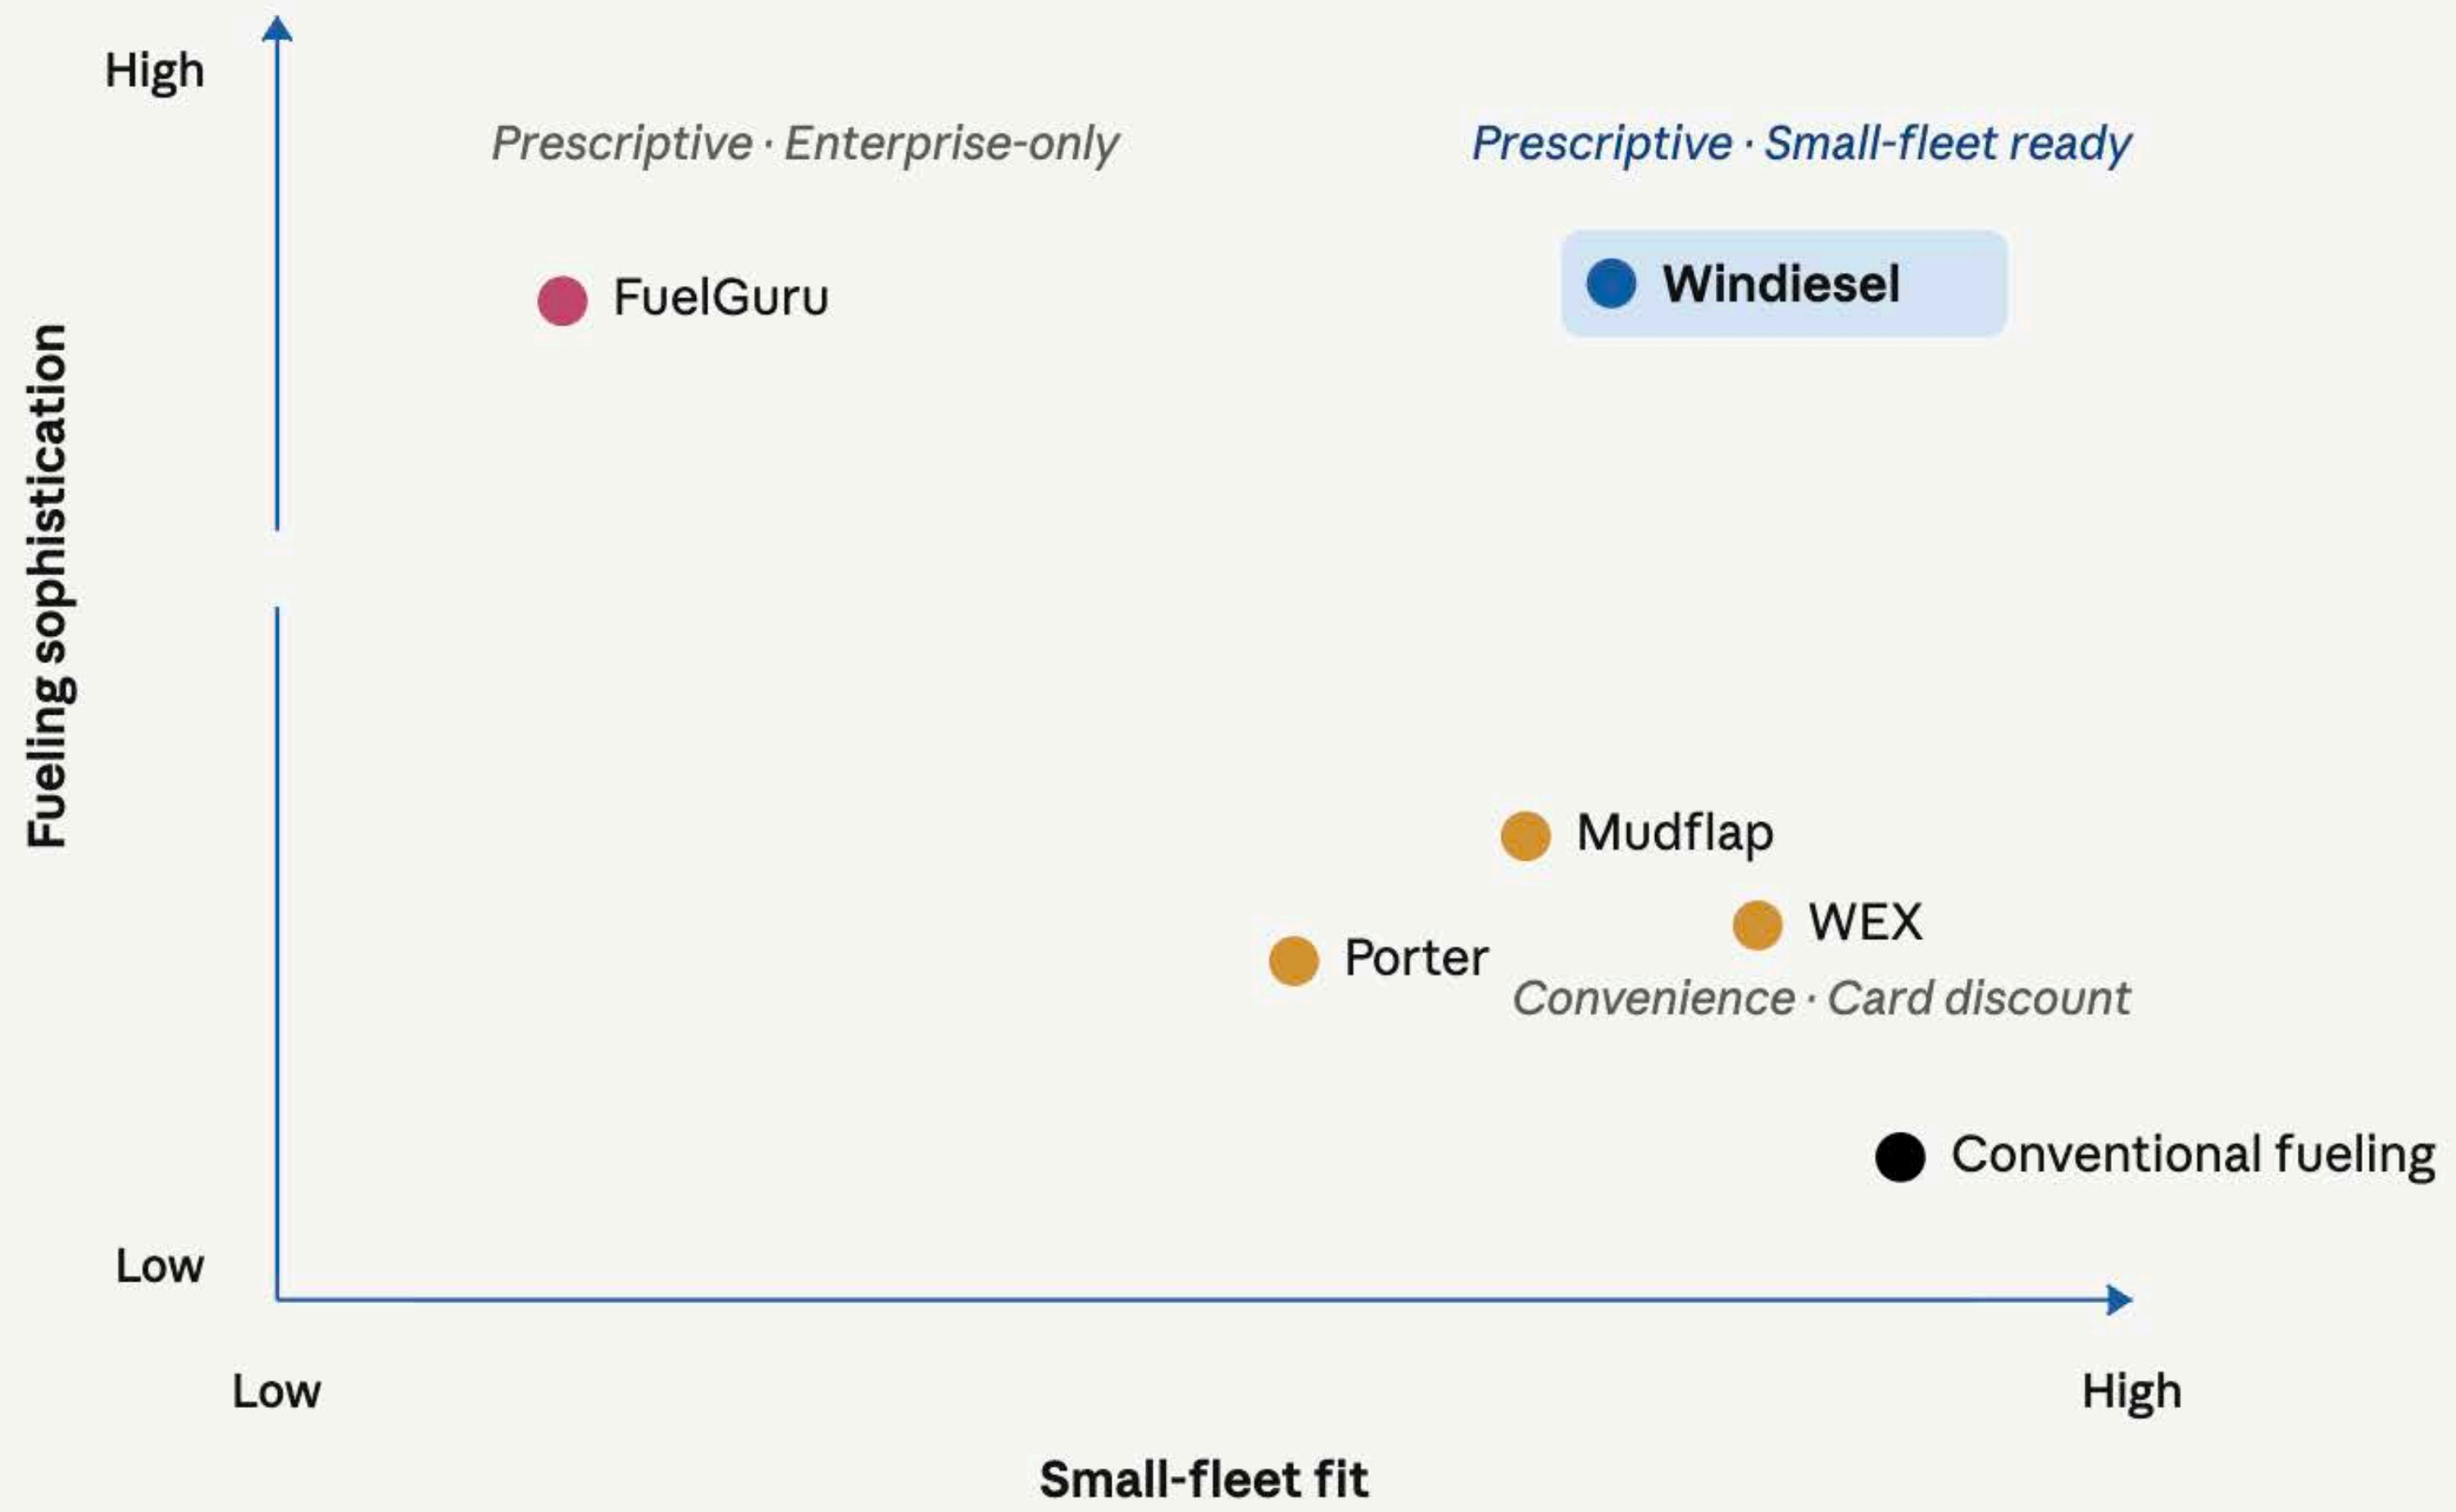 High
Prescriptive · Enterprise-only
Prescriptive · Small-fleet ready
FuelGuru
Windiesel
Fueling sophistication
Mudflap
WEX
Porter
Convenience · Card discount
Conventional fueling
Low
Low
High
Small-fleet fit